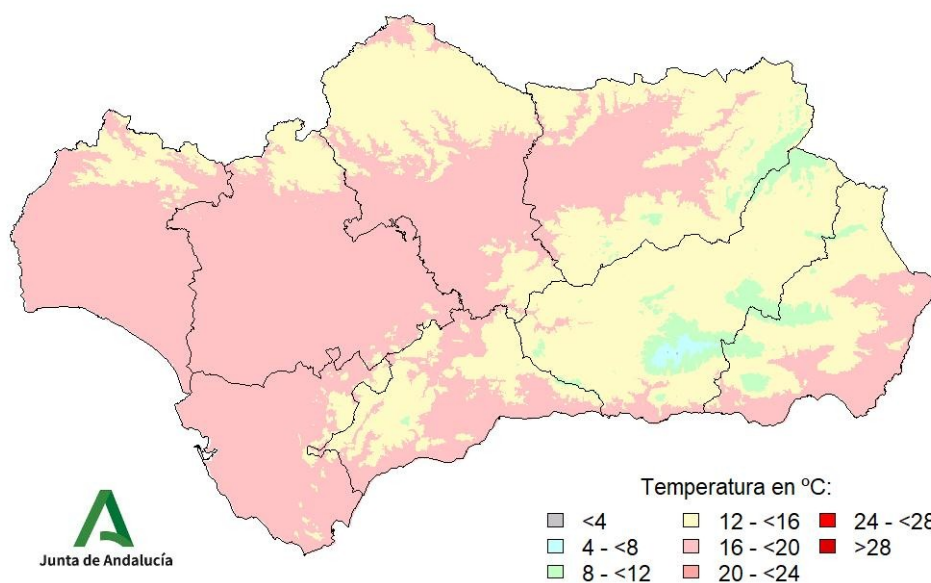 Temperatura en ºC:
<4 12 - <16 24 - <28
4 - <8 16 - <20 >28
8 - <12 20 - <24
Junta de Andalucía